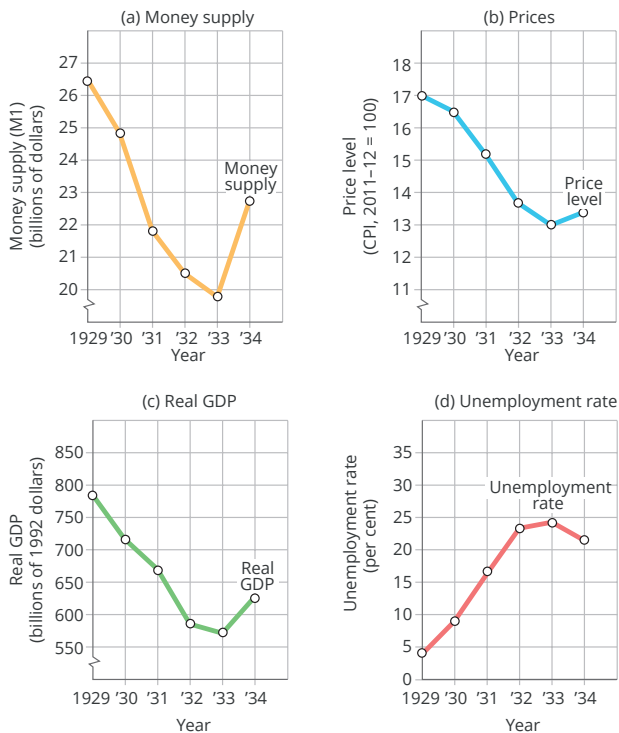 (a) Money supply
Money supply (M1)
(billions of dollars)
27
26
25
24
23
22
21
20
Money
supply
1929 ’30 ’31 ’32 ’33 ’34
Year
(b) Prices
Price level
(CPI, 2011–12 = 100)
18
17
16
15
14
13
11
Price
level
1929 ’30 ’31 ’32 ’33 ’34
Year
(c) Real GDP
Real GDP
(billions of 1992 dollars)
850
800
750
700
650
600
550
Real
GDP
1929 ’30 ’31 ’32 ’33 ’34
Year
(d) Unemployment rate
Unemployment rate
(per cent)
35
30
25
20
15
10
5
0
Unemployment
rate
1929 ’30 ’31 ’32 ’33 ’34
Year